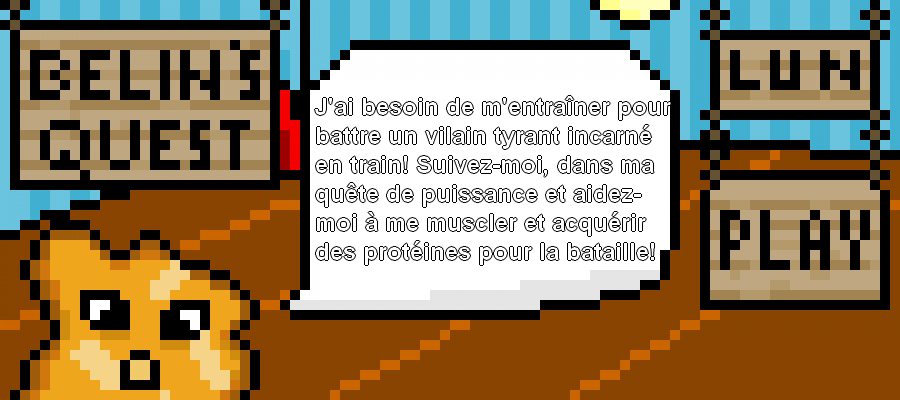 BELIN'S
QUEST
J'ai besoin de m'entraîner pour
battre un vilain tyrant incarné
en train! Suivez-moi, dans ma
quête de puissance et aidez-
moi à me muscler et acquérir
des protéines pour la bataille!
LUN
PLAY